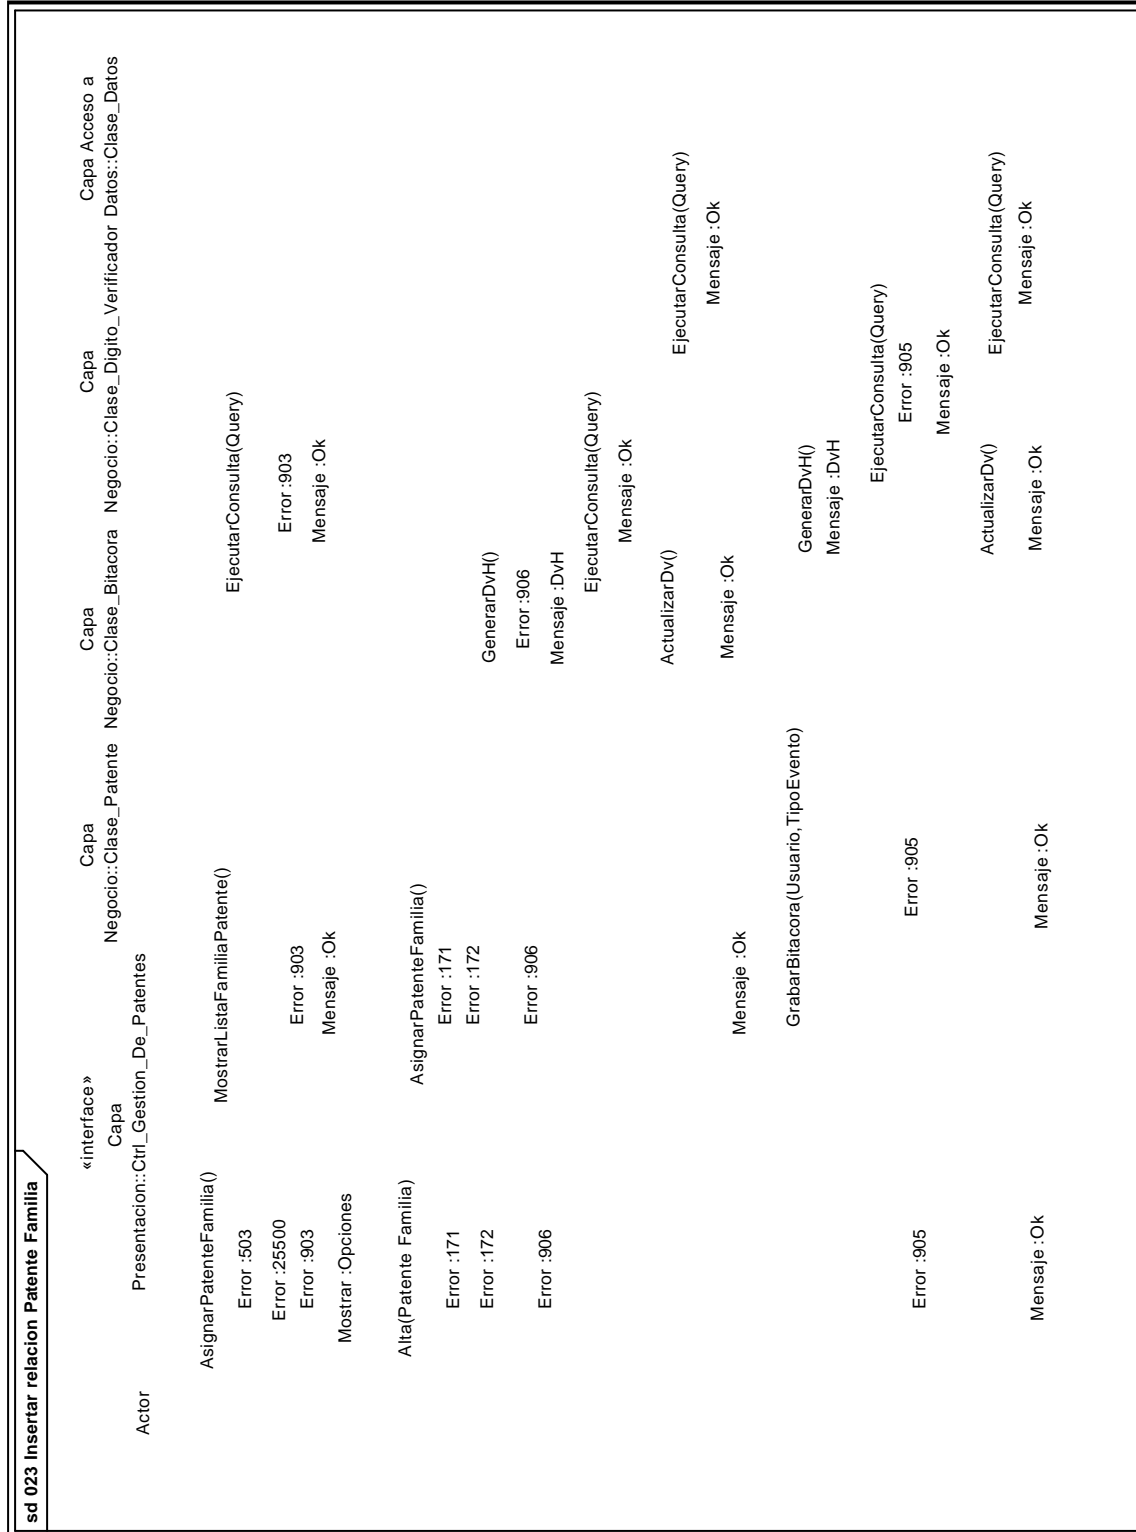 sd 023 Insertar relacion Patente Familia
Actor
«interface»
Capa
Presentacion::Ctrl_Gestion_De_Patentes
Capa
Negocio::Clase_Patente
Capa
Negocio::Clase_Bitacora
Capa
Negocio::Clase_Digito_Verificador
Capa Acceso a
Datos::Clase_Datos
AsignarPatenteFamilia()
MostrarListaFamiliaPatente()
EjecutarConsulta(Query)
Error :503
Error :25500
Error :903
Error :903
Error :903
Mensaje :Ok
Mensaje :Ok
Mostrar :Opciones
Alta(Patente Familia)
AsignarPatenteFamilia()
Error :171
Error :171
Error :172
Error :172
GenerarDvH()
Error :906
Error :906
Error :906
Mensaje :DvH
EjecutarConsulta(Query)
Mensaje :Ok
ActualizarDv()
EjecutarConsulta(Query)
Mensaje :Ok
Mensaje :Ok
Mensaje :Ok
GrabarBitacora(Usuario,TipoEvento)
GenerarDvH()
Mensaje :DvH
EjecutarConsulta(Query)
Error :905
Error :905
Error :905
Mensaje :Ok
ActualizarDv()
EjecutarConsulta(Query)
Mensaje :Ok
Mensaje :Ok
Mensaje :Ok
Mensaje :Ok